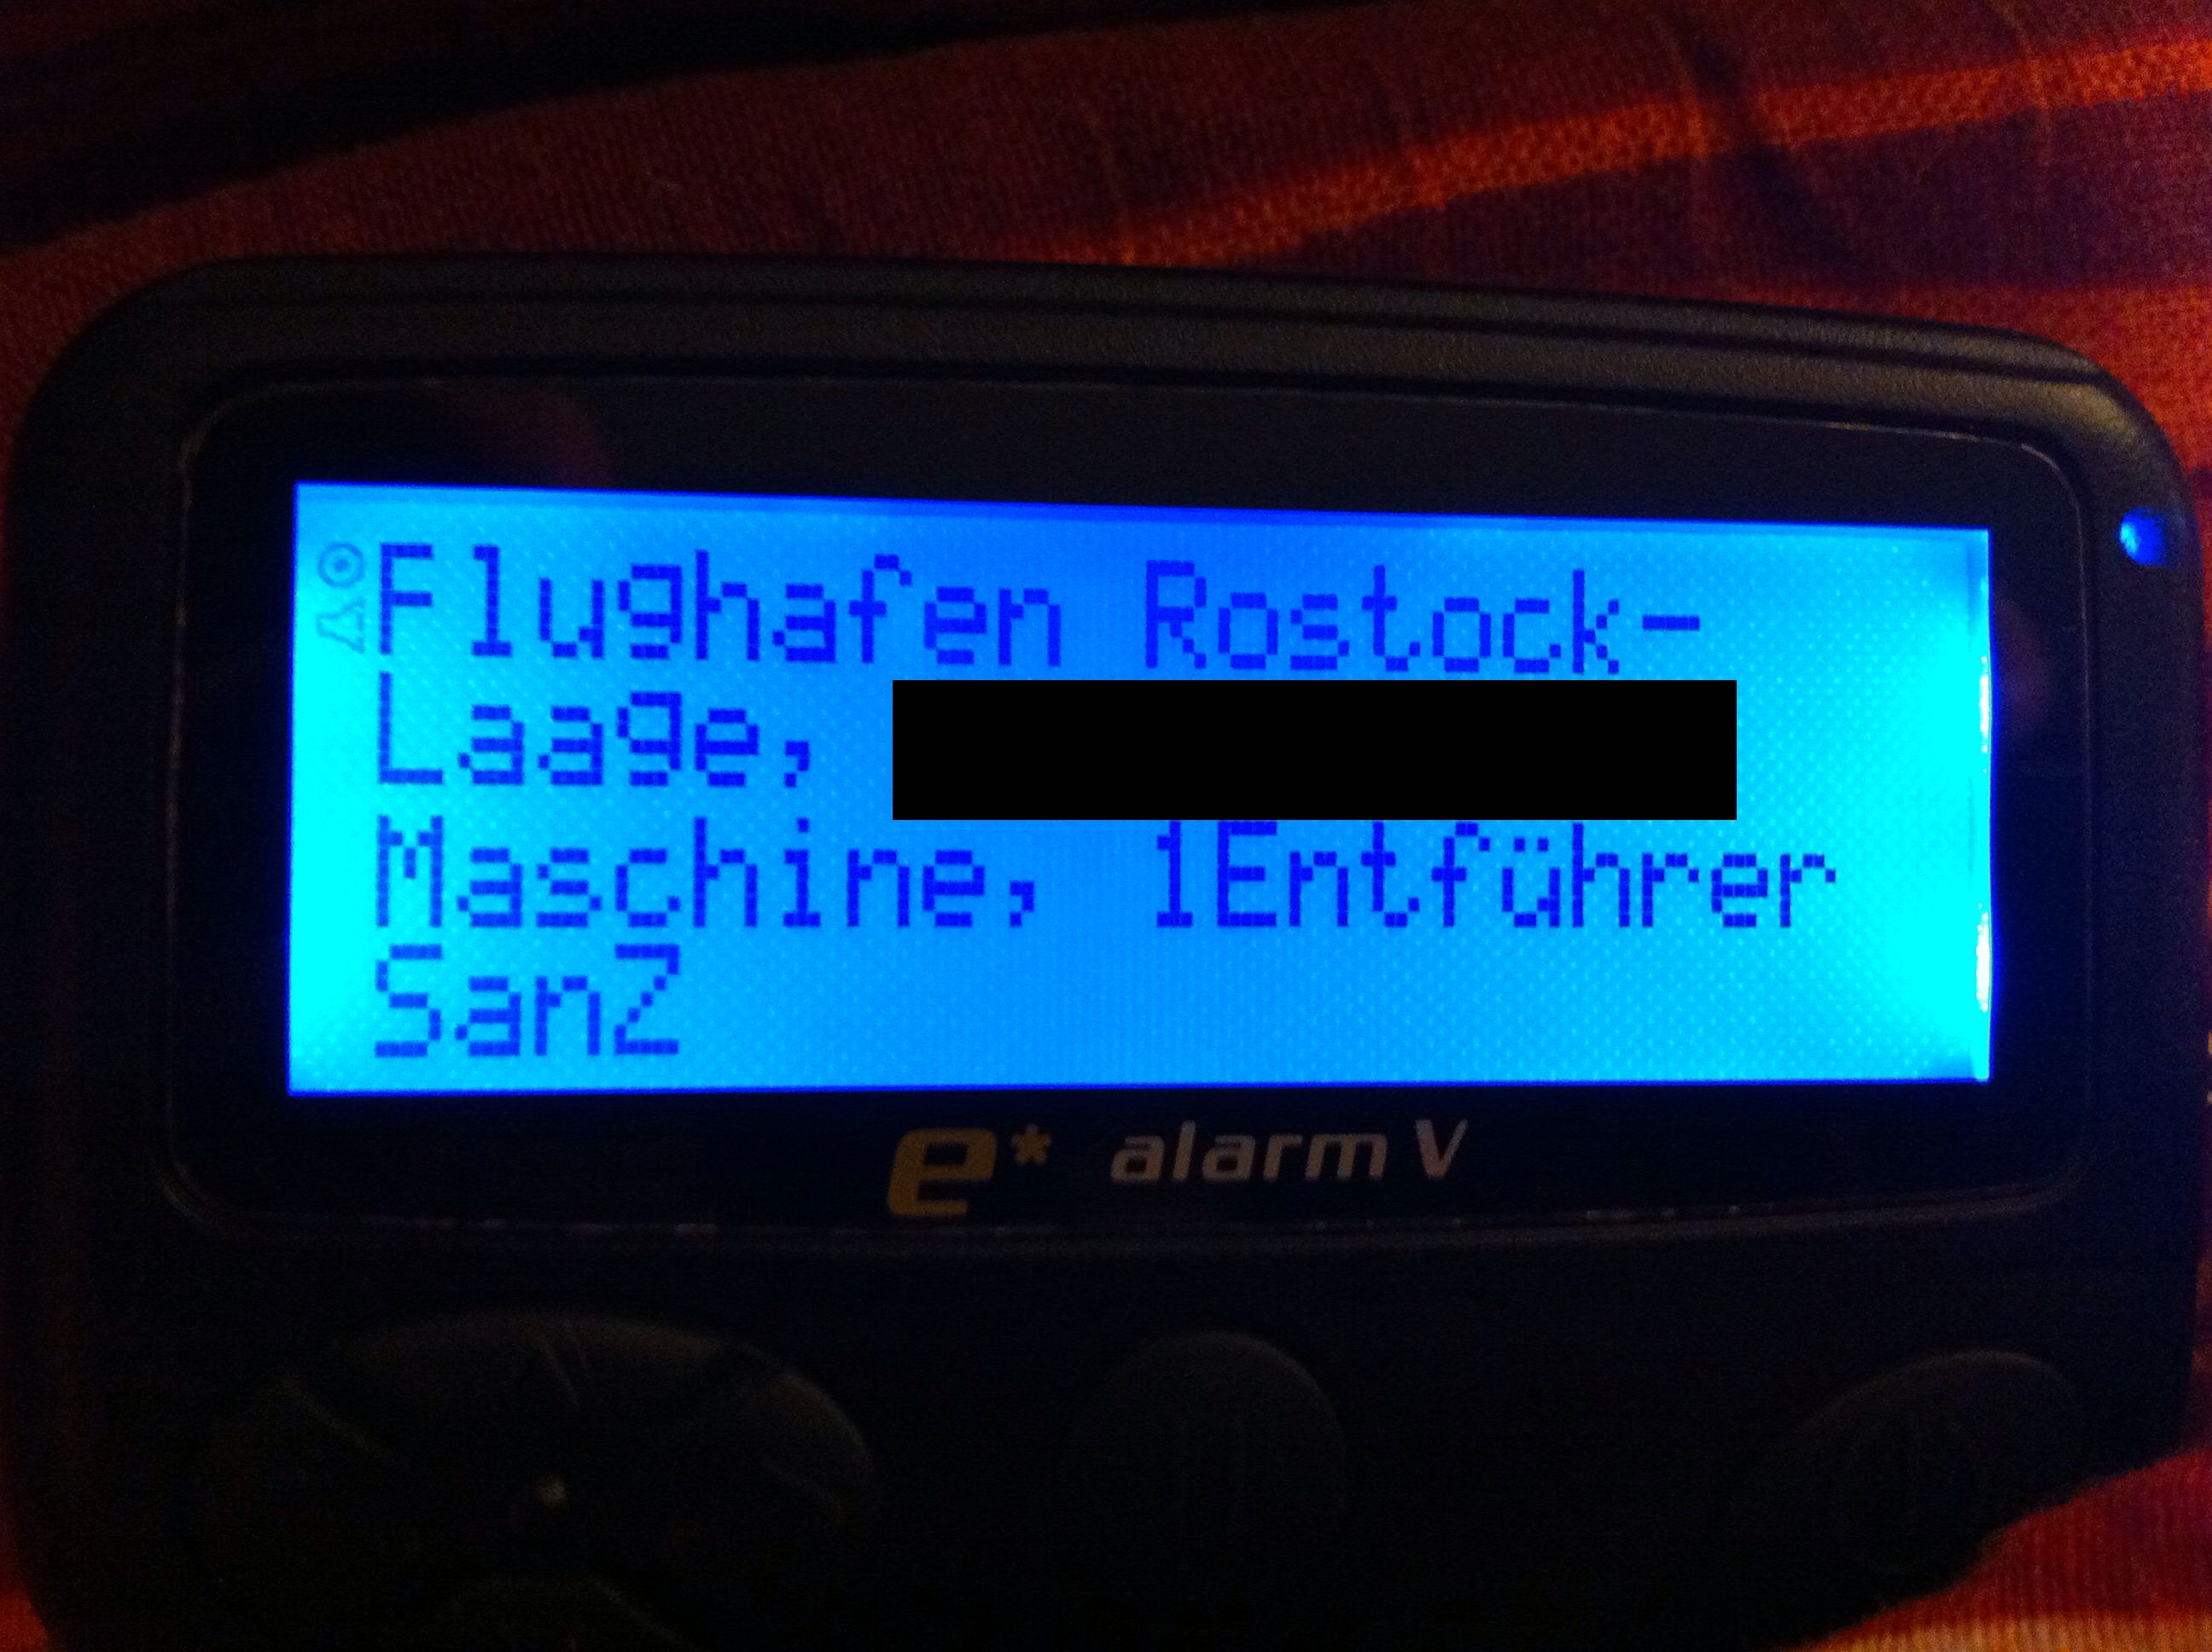 Flughafen Rostock-
Laage,
Maschine, 1Entführer
SanZ
e* alarm V